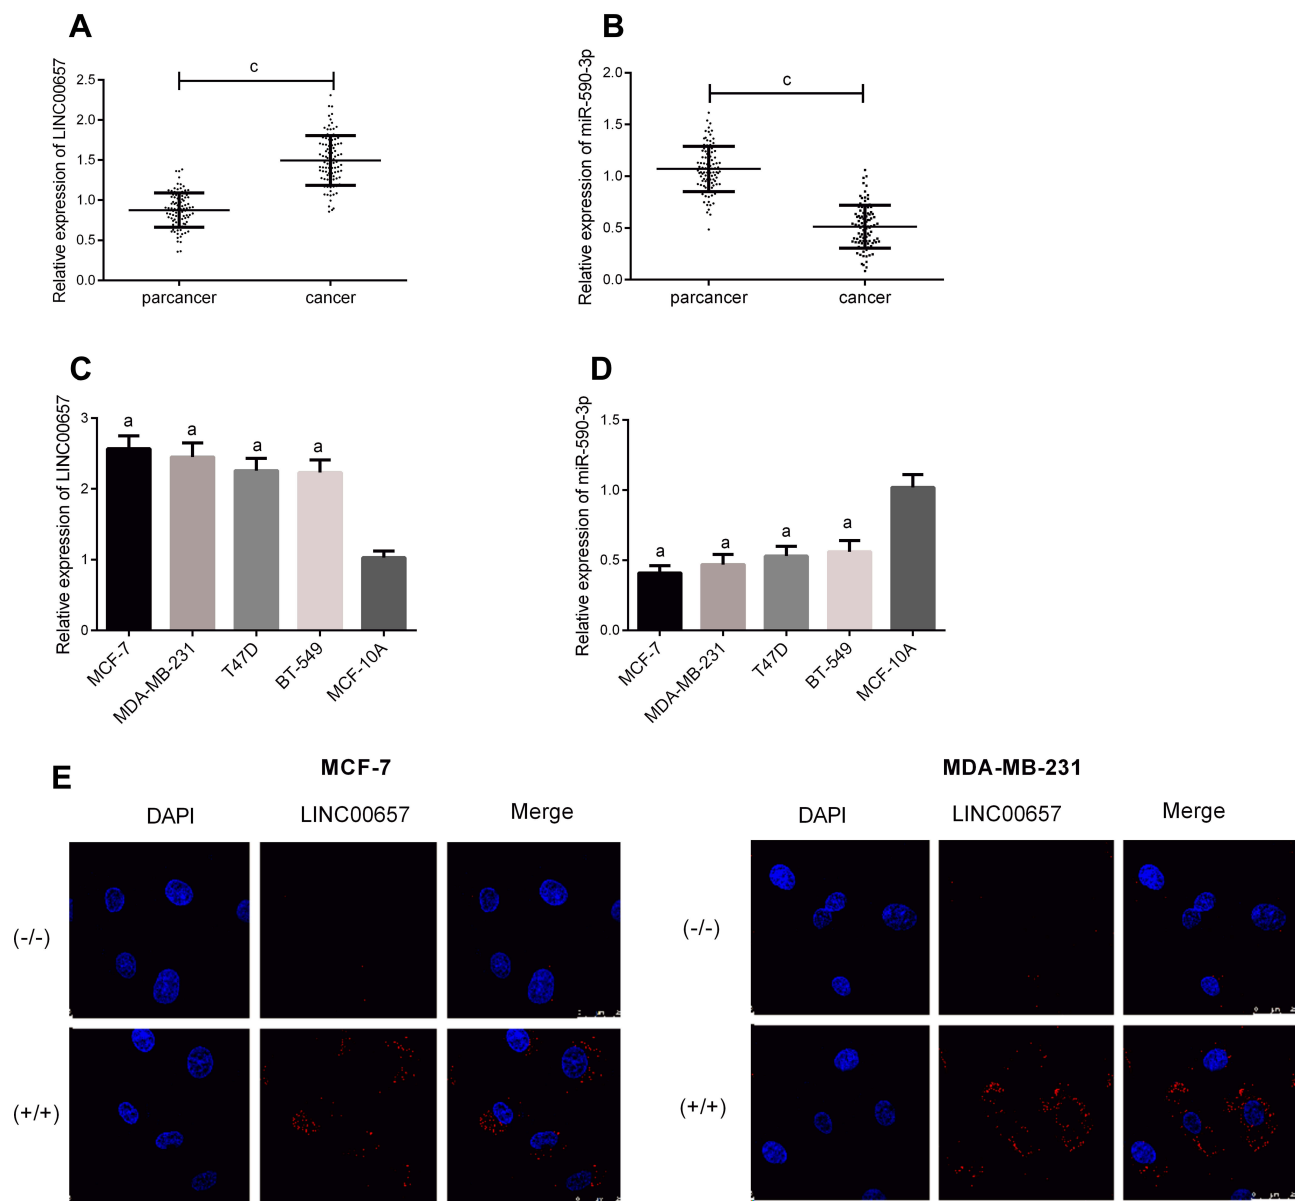 A
Relative expression of LINC00657
2.5
2.0
1.5
1.0
0.5
0.0
c
parcancer
cancer
B
Relative expression of miR-590-3p
2.0
1.5
1.0
0.5
0.0
c
parcancer
cancer
C
Relative expression of LINC00657
3
2
1
0
a
a
a
a
MCF-7
MDA-MB-231
T47D
BT-549
MCF-10A
D
Relative expression of miR-590-3p
1.5
1.0
0.5
0.0
a
a
a
a
MCF-7
MDA-MB-231
T47D
BT-549
MCF-10A
E
MCF-7
DAPI
LINC00657
Merge
(-/-)
(+/+)
MDA-MB-231
DAPI
LINC00657
Merge
(-/-)
(+/+)